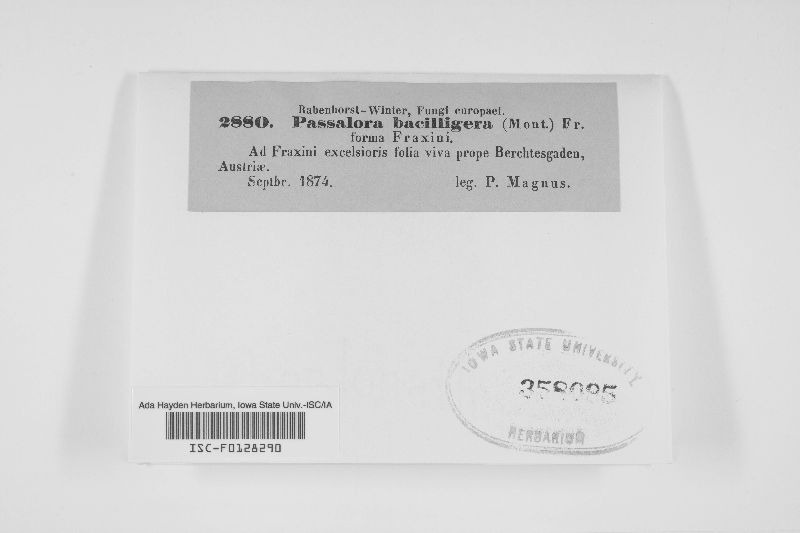 Rabenhorst-Winter, Fungi europaei.
2880. Passalora bacilligera (Mont.) Fr.
forma Fraxini.
Ad Fraxini excelsioris folia viva prope Berchtesgaden,
Austriæ.
Septbr. 1874. leg. P. Magnus.
IOWA STATE UNIVERSITY
358085
HERBARIUM
Ada Hayden Herbarium, Iowa State Univ.-ISC/IA
ISC-F0128290